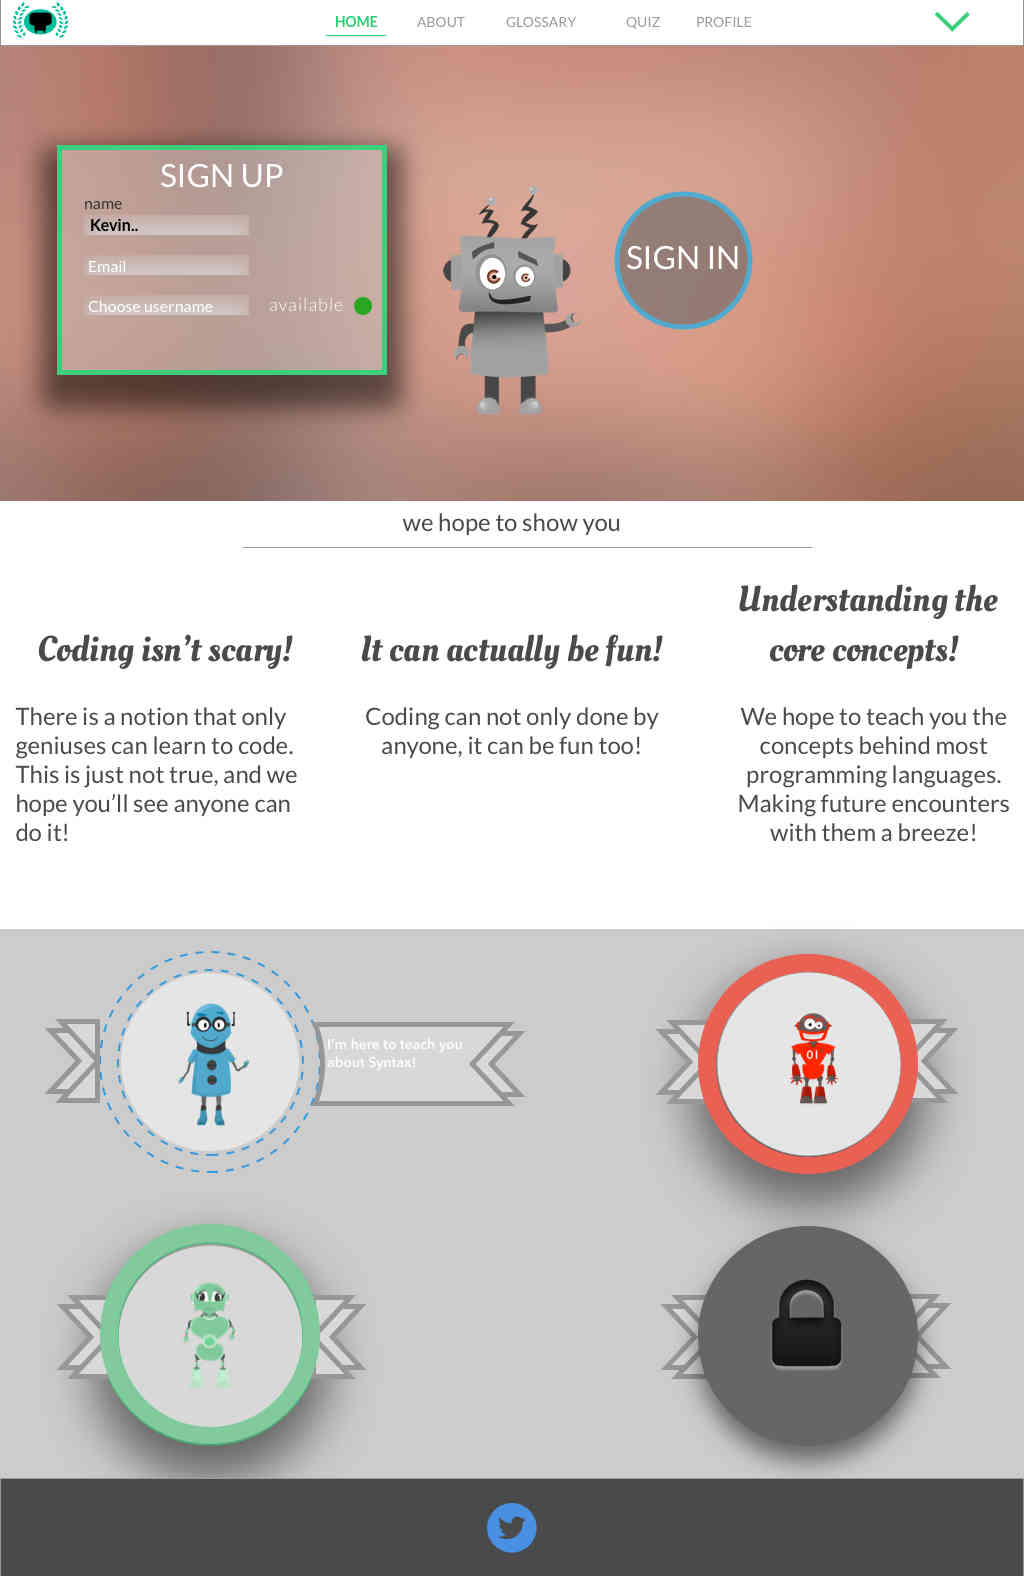 HOME ABOUT GLOSSARY QUIZ PROFILE
SIGN UP
name
Kevin..
Email
Choose username available
SIGN IN
we hope to show you
Coding isn't scary!
There is a notion that only
geniuses can learn to code.
This is just not true, and we
hope you'll see anyone can
do it!
It can actually be fun!
Coding can not only done by
anyone, it can be fun too!
Understanding the
core concepts!
We hope to teach you the
concepts behind most
programming languages.
Making future encounters
with them a breeze!
I'm here to teach you
about Syntax!
01